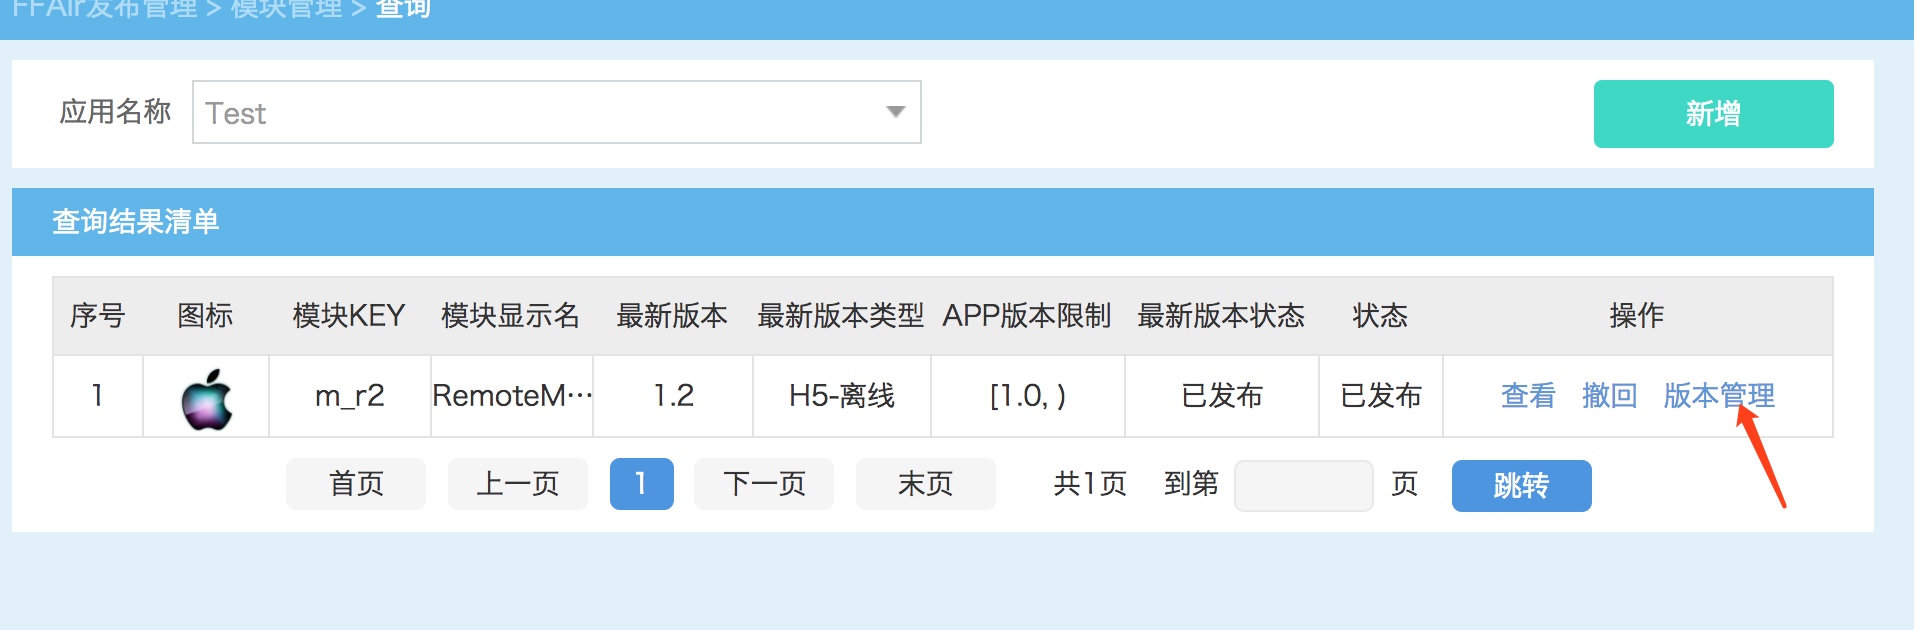 FFAir发布管理 > 模块管理 > 查询
应用名称 Test 新增
查询结果清单
序号 图标 模块KEY 模块显示名 最新版本 最新版本类型 APP版本限制 最新版本状态 状态 操作
1 m_r2 RemoteM··· 1.2 H5-离线 [1.0, ) 已发布 已发布 查看 撤回 版本管理
首页 上一页 1 下一页 末页 共1页 到第 页 跳转